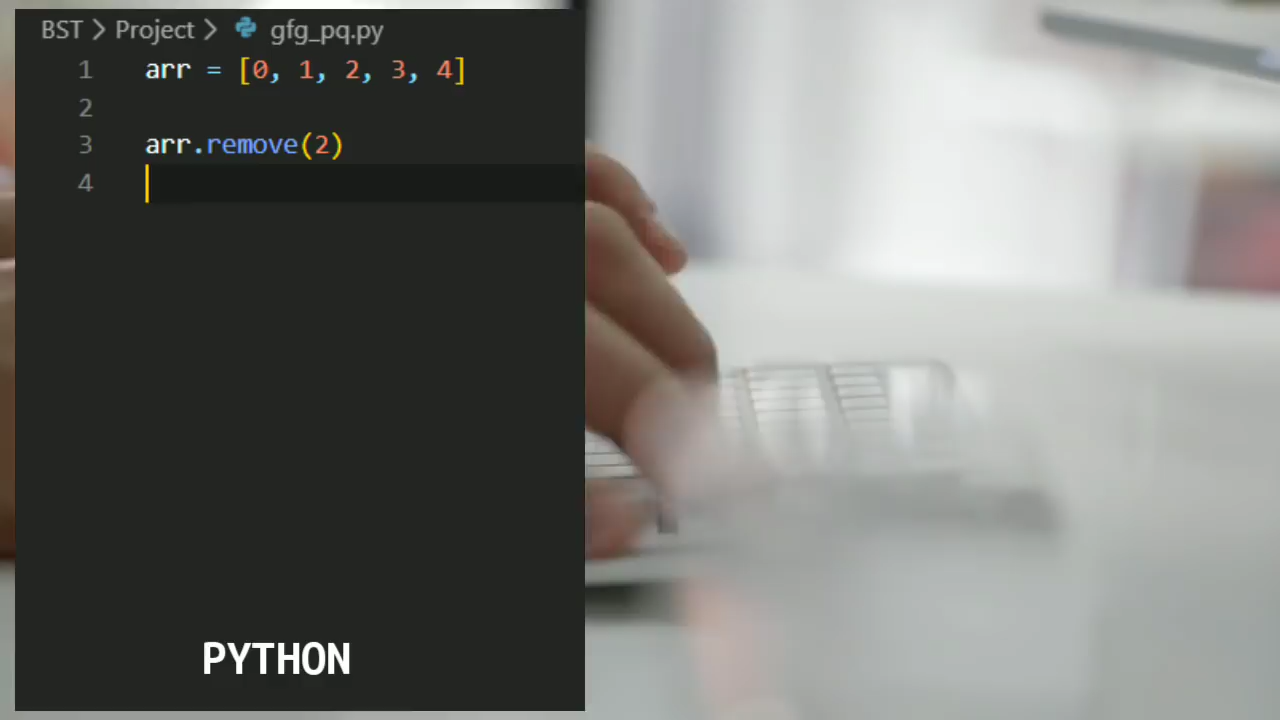 BST > Project > gfg_pq.py
1 arr = [0, 1, 2, 3, 4]
2
3 arr.remove(2)
4
PYTHON